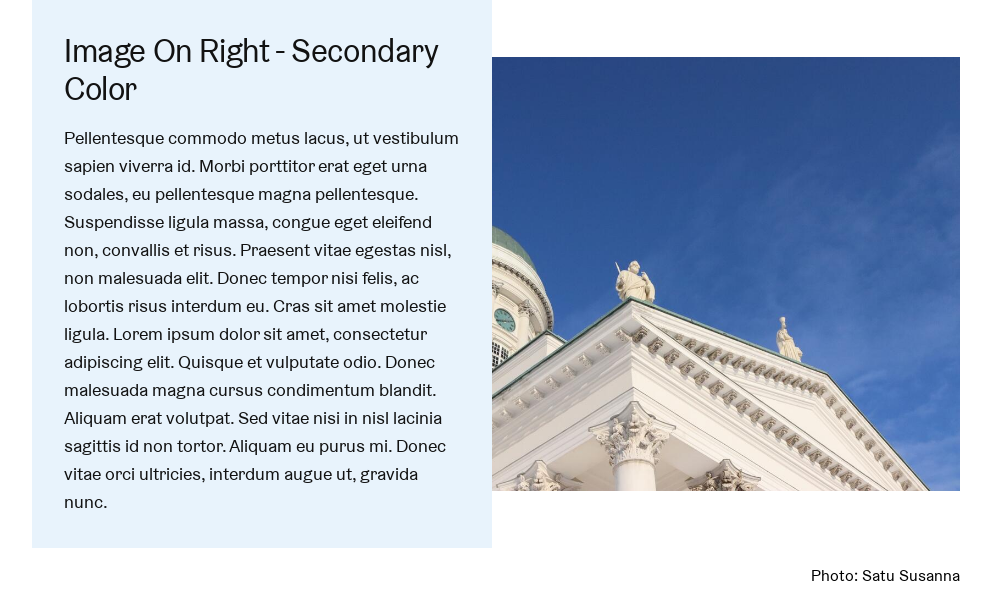 Image On Right - Secondary
Color
Pellentesque commodo metus lacus, ut vestibulum
sapien viverra id. Morbi porttitor erat eget urna
sodales, eu pellentesque magna pellentesque.
Suspendisse ligula massa, congue eget eleifend
non, convallis et risus. Praesent vitae egestas nisl,
non malesuada elit. Donec tempor nisi felis, ac
lobortis risus interdum eu. Cras sit amet molestie
ligula. Lorem ipsum dolor sit amet, consectetur
adipiscing elit. Quisque et vulputate odio. Donec
malesuada magna cursus condimentum blandit.
Aliquam erat volutpat. Sed vitae nisi in nisl lacinia
sagittis id non tortor. Aliquam eu purus mi. Donec
vitae orci ultricies, interdum augue ut, gravida
nunc.
Photo: Satu Susanna